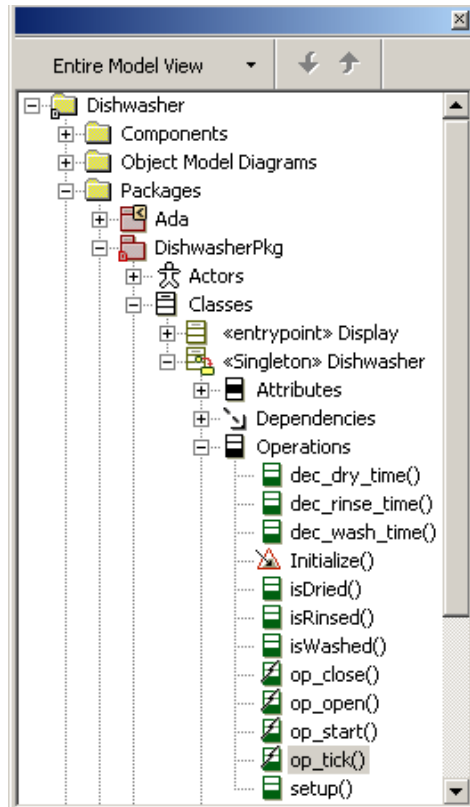 Entire Model View
Dishwasher
Components
Object Model Diagrams
Packages
Ada
DishwasherPkg
Actors
Classes
«entrypoint» Display
«Singleton» Dishwasher
Attributes
Dependencies
Operations
dec_dry_time()
dec_rinse_time()
dec_wash_time()
Initialize()
isDried()
isRinsed()
isWashed()
op_close()
op_open()
op_start()
op_tick()
setup()